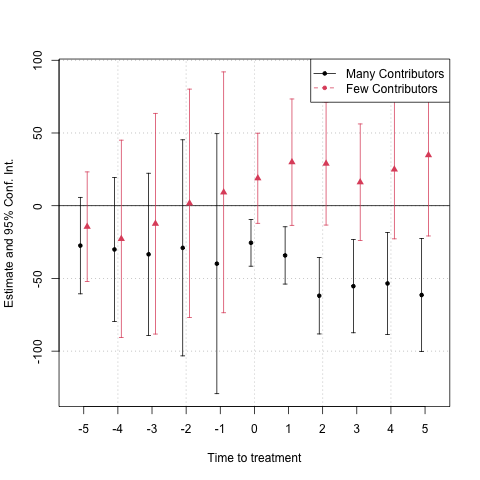 Many Contributors
Few Contributors
Estimate and 95% Conf. Int.
100
50
0
-50
-100
-5 -4 -3 -2 -1 0 1 2 3 4 5
Time to treatment